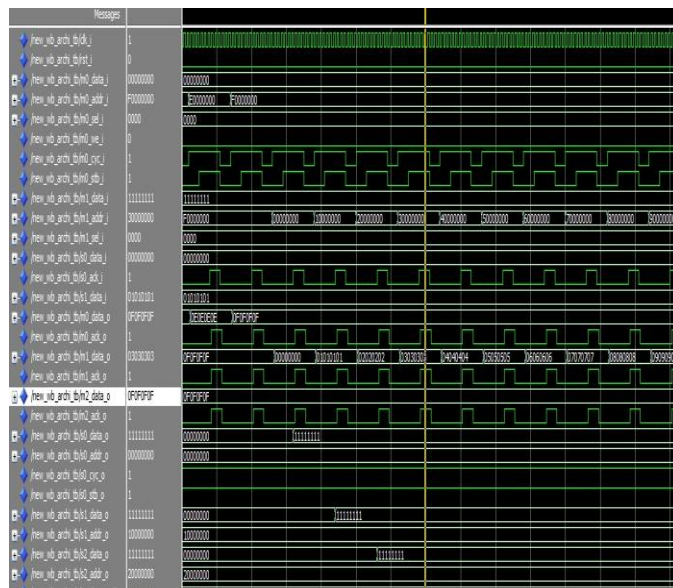 Messages
/new_wb_archi_tb/clk_i 1
/new_wb_archi_tb/rst_i 0
/new_wb_archi_tb/m0_data_i 00000000 00000000
/new_wb_archi_tb/m0_addr_i F0000000 E0000000 F0000000
/new_wb_archi_tb/m0_sel_i 0000 0000
/new_wb_archi_tb/m0_we_i 0
/new_wb_archi_tb/m0_cyc_i 1
/new_wb_archi_tb/m0_stb_i 1
/new_wb_archi_tb/m1_data_i 11111111 11111111
/new_wb_archi_tb/m1_addr_i 30000000 F0000000 00000000 10000000 20000000 30000000 40000000 50000000 60000000 70000000 80000000 90000000
/new_wb_archi_tb/m1_sel_i 0000 0000
/new_wb_archi_tb/s0_data_i 00000000 00000000
/new_wb_archi_tb/s0_ack_i 1
/new_wb_archi_tb/s1_data_i 01010101 01010101
/new_wb_archi_tb/m0_data_o 0F0F0F0F 0E0E0E0E 0F0F0F0F
/new_wb_archi_tb/m0_ack_o 1
/new_wb_archi_tb/m1_data_o 03030303 0F0F0F0F 00000000 01010101 02020202 03030303 04040404 05050505 06060606 07070707 08080808 0909090
/new_wb_archi_tb/m1_ack_o 1
/new_wb_archi_tb/m2_data_o 0F0F0F0F 0F0F0F0F
/new_wb_archi_tb/m2_ack_o 1
/new_wb_archi_tb/s0_data_o 11111111 00000000 11111111
/new_wb_archi_tb/s0_addr_o 00000000 00000000
/new_wb_archi_tb/s0_cyc_o 1
/new_wb_archi_tb/s0_stb_o 1
/new_wb_archi_tb/s1_data_o 11111111 00000000 11111111
/new_wb_archi_tb/s1_addr_o 10000000 10000000
/new_wb_archi_tb/s2_data_o 11111111 00000000 11111111
/new_wb_archi_tb/s2_addr_o 20000000 20000000